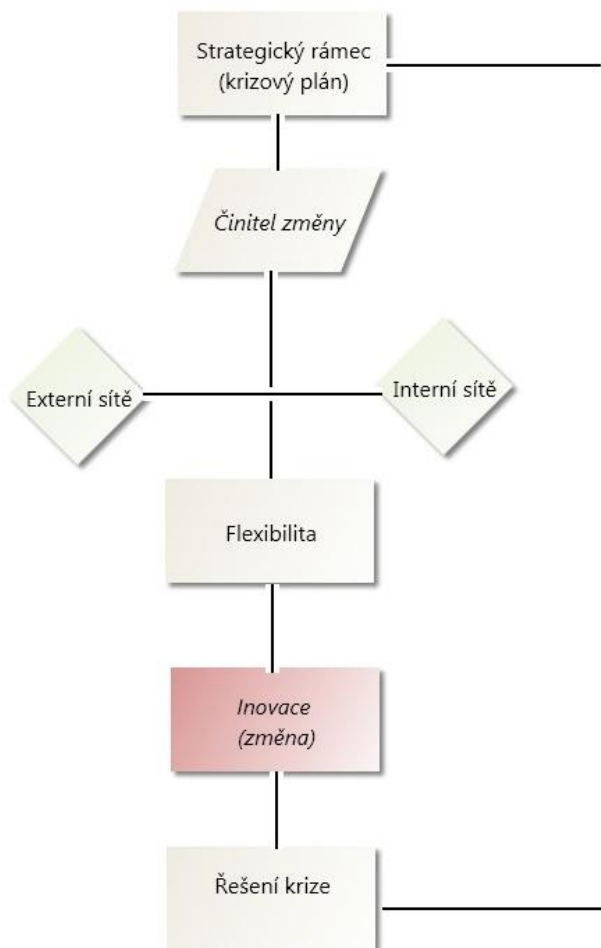 Strategický rámec
(krizový plán)
Činitel změny
Externí sítě
Interní sítě
Flexibilita
Inovace
(změna)
Řešení krize